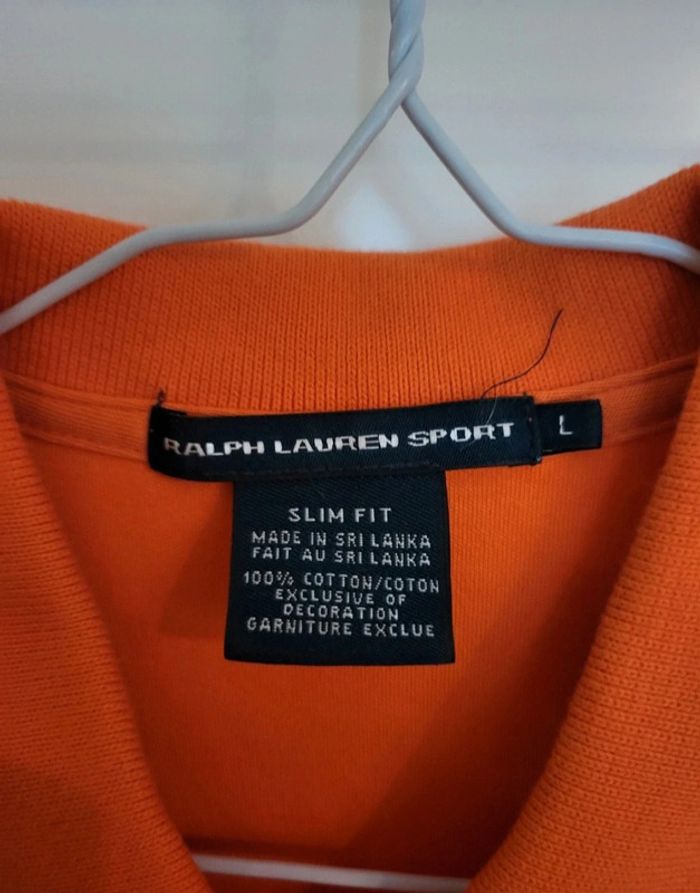 RALPH LAUREN SPORT
L
SLIM FIT
MADE IN SRI LANKA
FAIT AU SRI LANKA
100% COTTON/COTON
EXCLUSIVE OF
DECORATION
GARNITURE EXCLUE